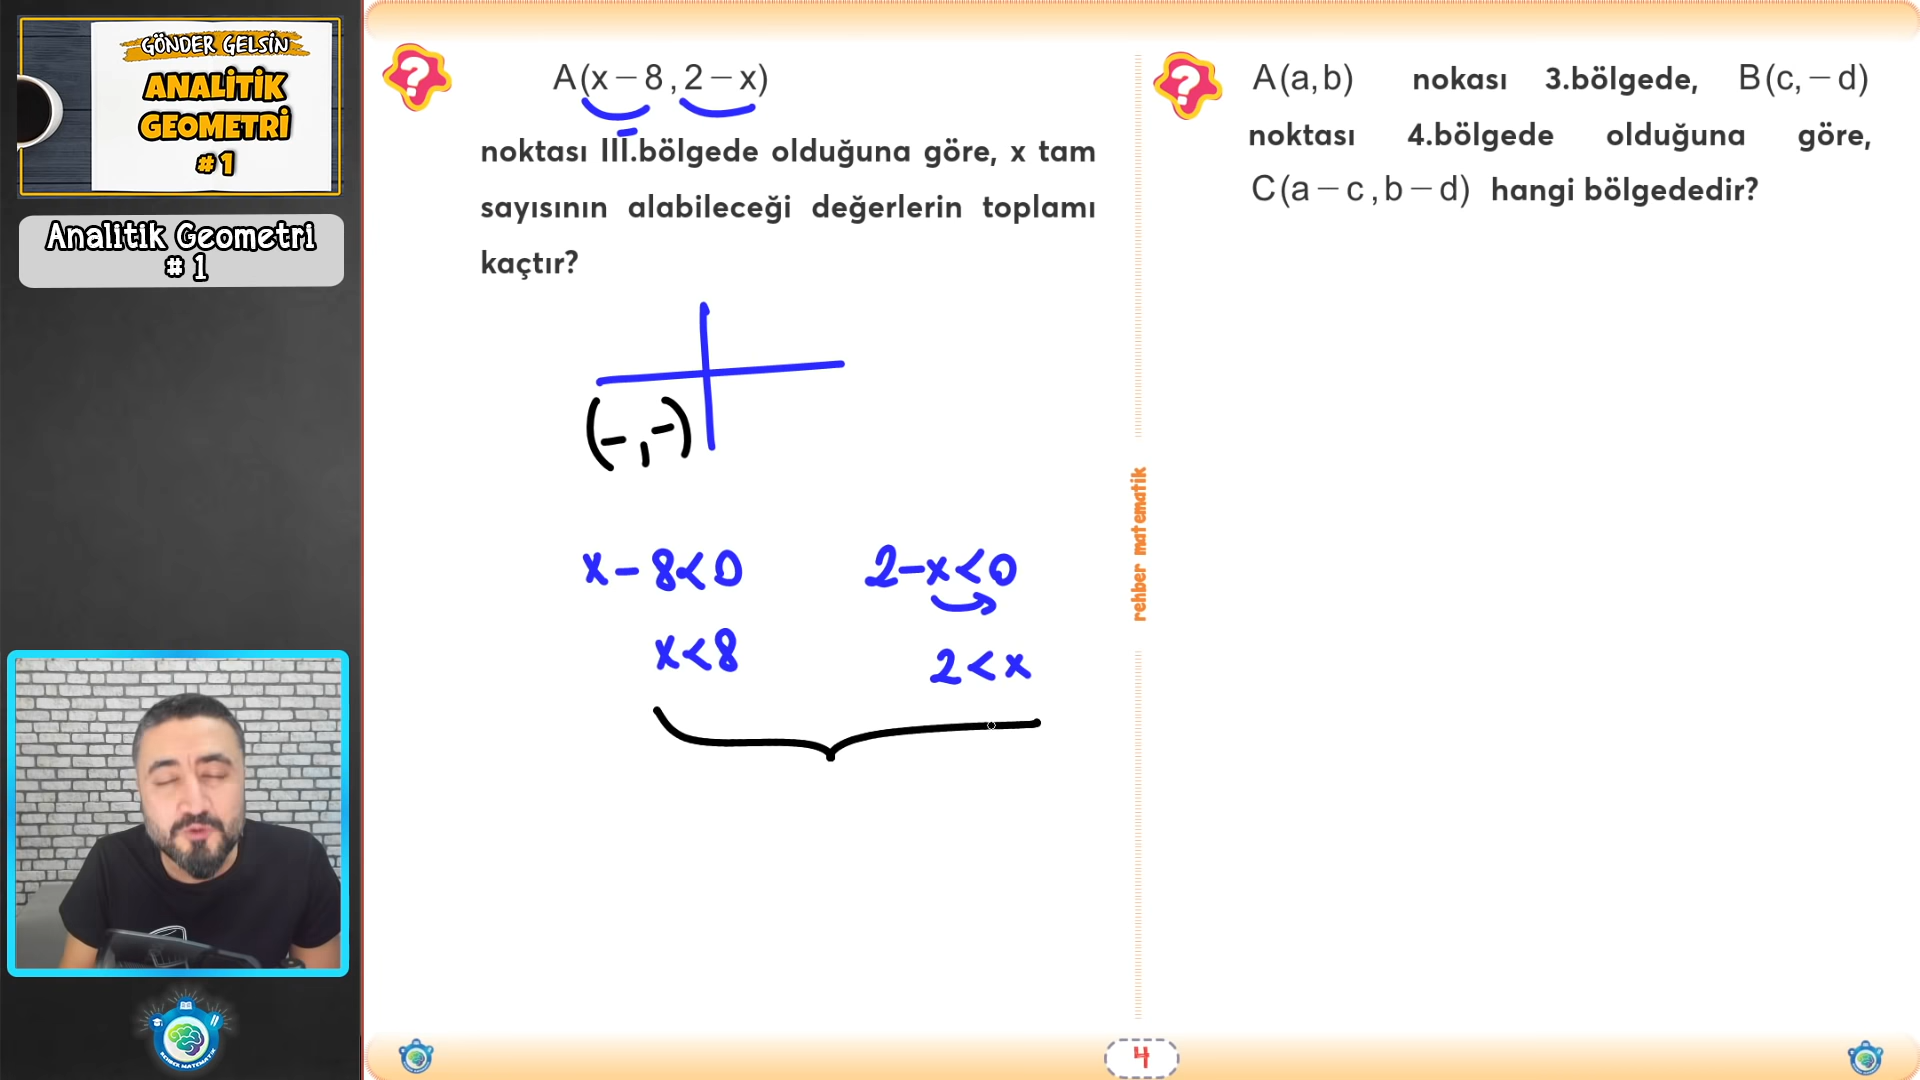 GÖNDER GELSİN
ANALİTİK
GEOMETRİ
#1
Analitik Geometri
#1
A(x−8,2−x)
noktası III.bölgede olduğuna göre, x tam
sayısının alabileceği değerlerin toplamı
kaçtır?
(-,-)
x-8<0
2-x<0
x<8
2<x
rehber matematik
A(a,b) nokası 3.bölgede, B(c,−d)
noktası 4.bölgede olduğuna göre,
C(a−c,b−d) hangi bölgededir?
REHBER MATEMATİK
4